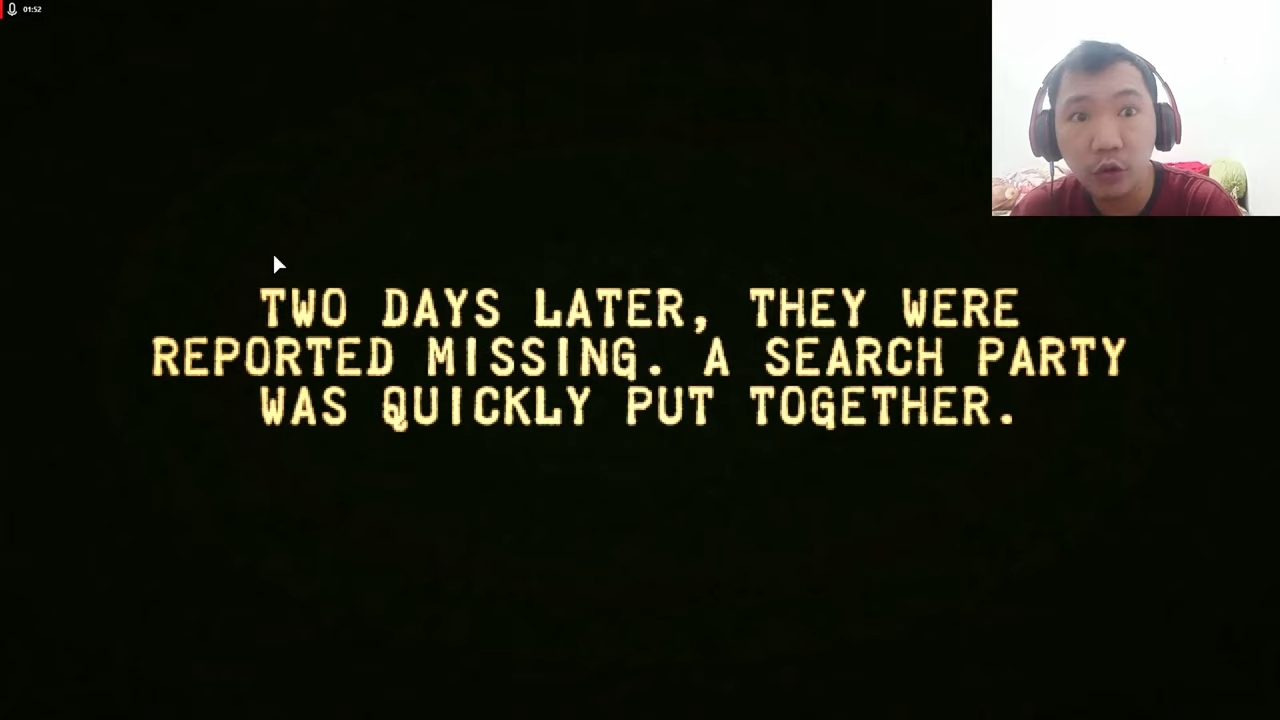 01:52
TWO DAYS LATER, THEY WERE
REPORTED MISSING. A SEARCH PARTY
WAS QUICKLY PUT TOGETHER.